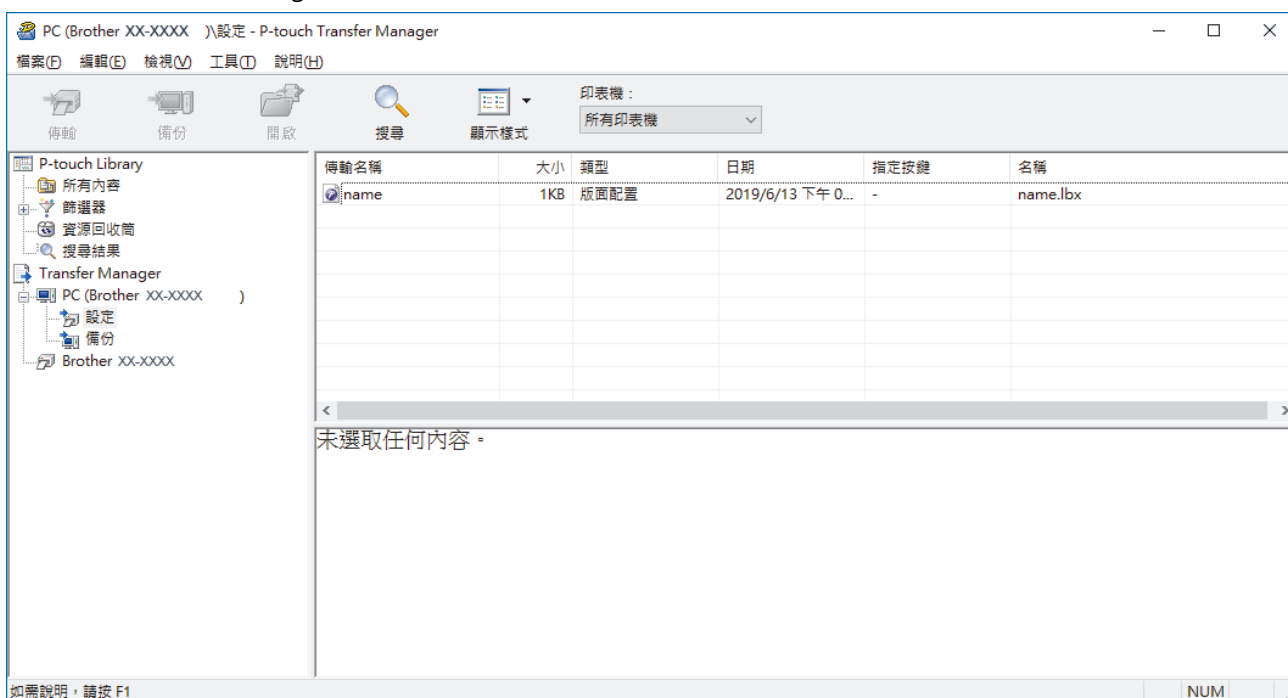 PC (Brother XX-XXXX )\設定 - P-touch Transfer Manager
檔案(F) 編輯(E) 檢視(V) 工具(T) 說明(H)
傳輸 備份 開啟 搜尋 顯示樣式
印表機：
所有印表機
P-touch Library
所有內容
篩選器
資源回收筒
搜尋結果
Transfer Manager
PC (Brother XX-XXXX )
設定
備份
Brother XX-XXXX
傳輸名稱 大小 類型 日期 指定按鍵 名稱
name 1KB 版面配置 2019/6/13 下午 0... - name.lbx
未選取任何內容。
如需說明，請按 F1
NUM